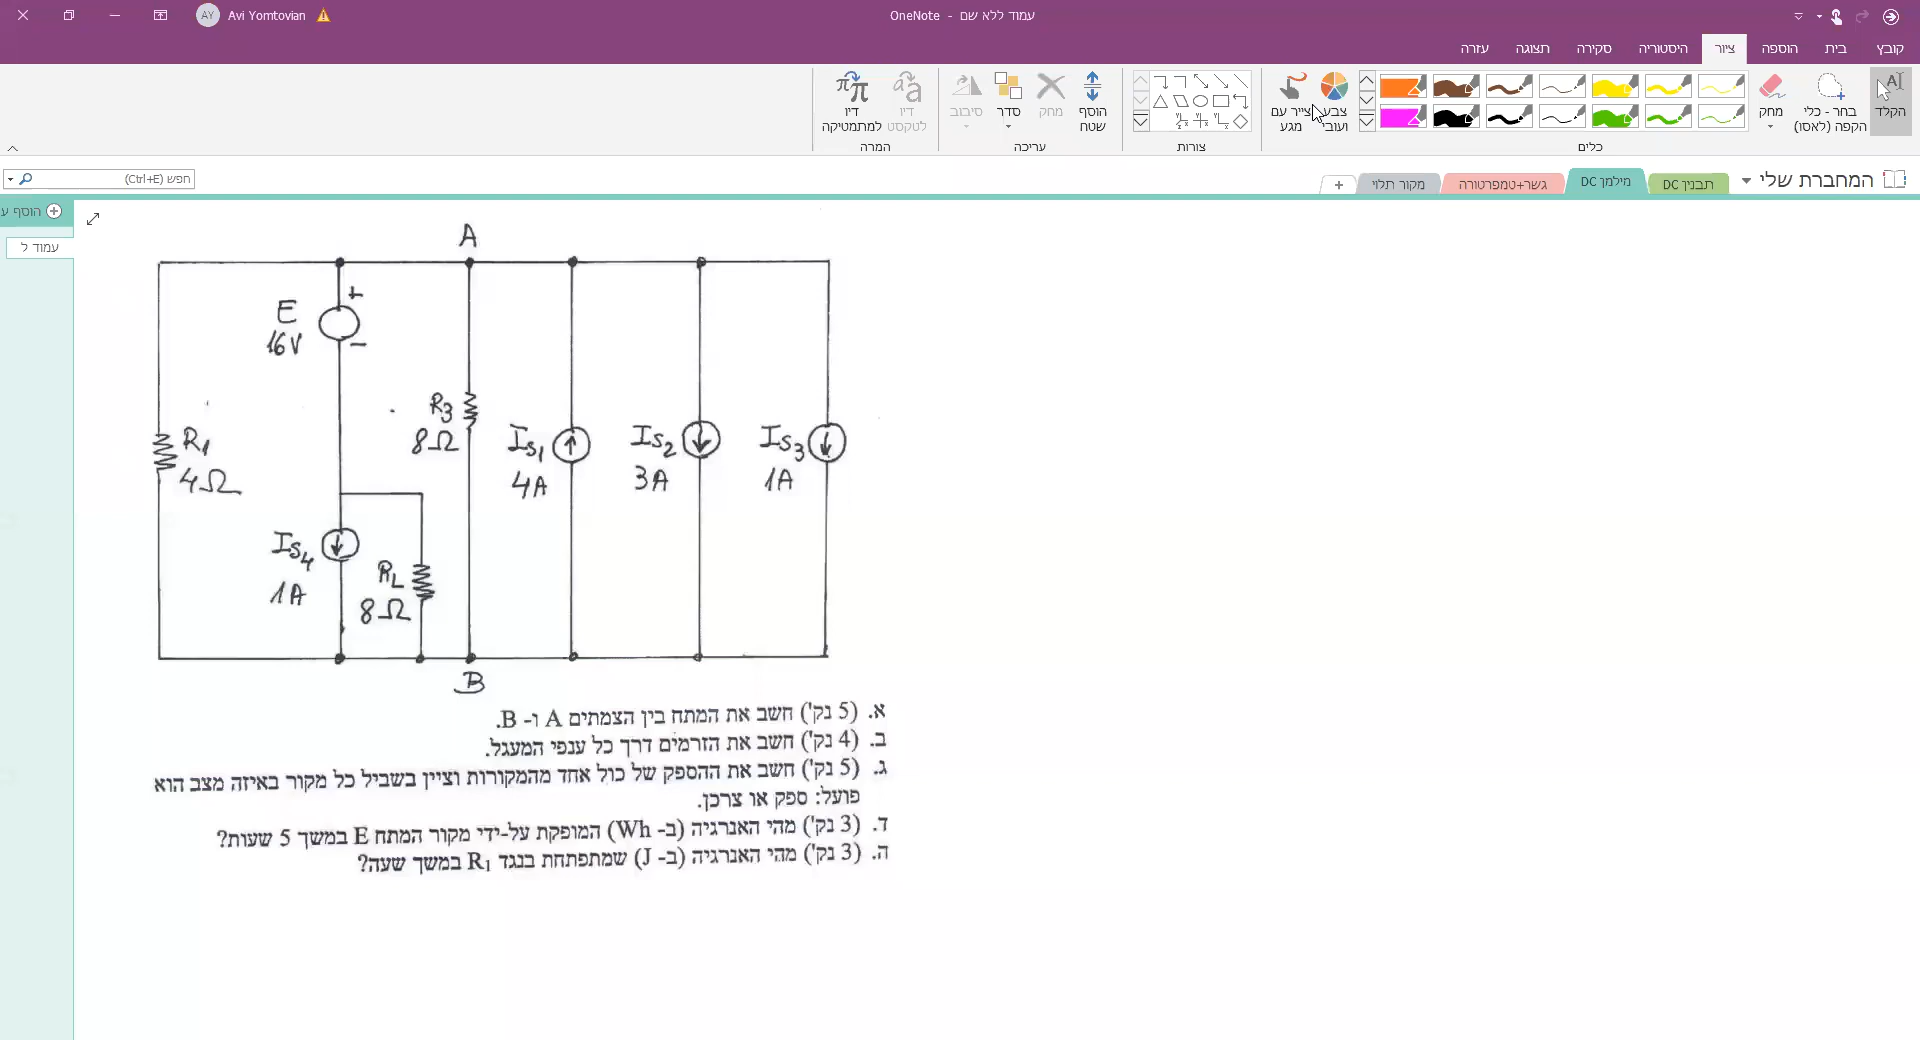 עמוד ללא שם - OneNote
Avi Yomtovian
AY
קובץ
בית
הוספה
ציור
היסטוריה
סקירה
תצוגה
עזרה
הקלד
בחר - כלי הקפה (לאסו)
מחק
צבע ועובי
צייר עם מגע
הוסף שטח
מחק
סדר
סיבוב
דיו לטקסט
דיו למתמטיקה
כלים
צורות
עריכה
המרה
המחברת שלי
תבנין DC
מילמן DC
גשר+טמפרטורה
מקור תלוי
חפש (Ctrl+E)
הוסף ע
עמוד ל
A
E
16V
+
-
R1
4Ω
R3
8Ω
Is1
4A
Is2
3A
Is3
1A
Is4
1A
RL
8Ω
B
א. (5 נק') חשב את המתח בין הצמתים A ו- B.
ב. (4 נק') חשב את הזרמים דרך כל ענפי המעגל.
ג. (5 נק') חשב את ההספק של כול אחד מהמקורות וציין בשביל כל מקור באיזה מצב הוא
פועל: ספק או צרכן.
ד. (3 נק') מהי האנרגיה (ב- Wh) המופקת על-ידי מקור המתח E במשך 5 שעות?
ה. (3 נק') מהי האנרגיה (ב- J) שמתפתחת בנגד R1 במשך שעה?